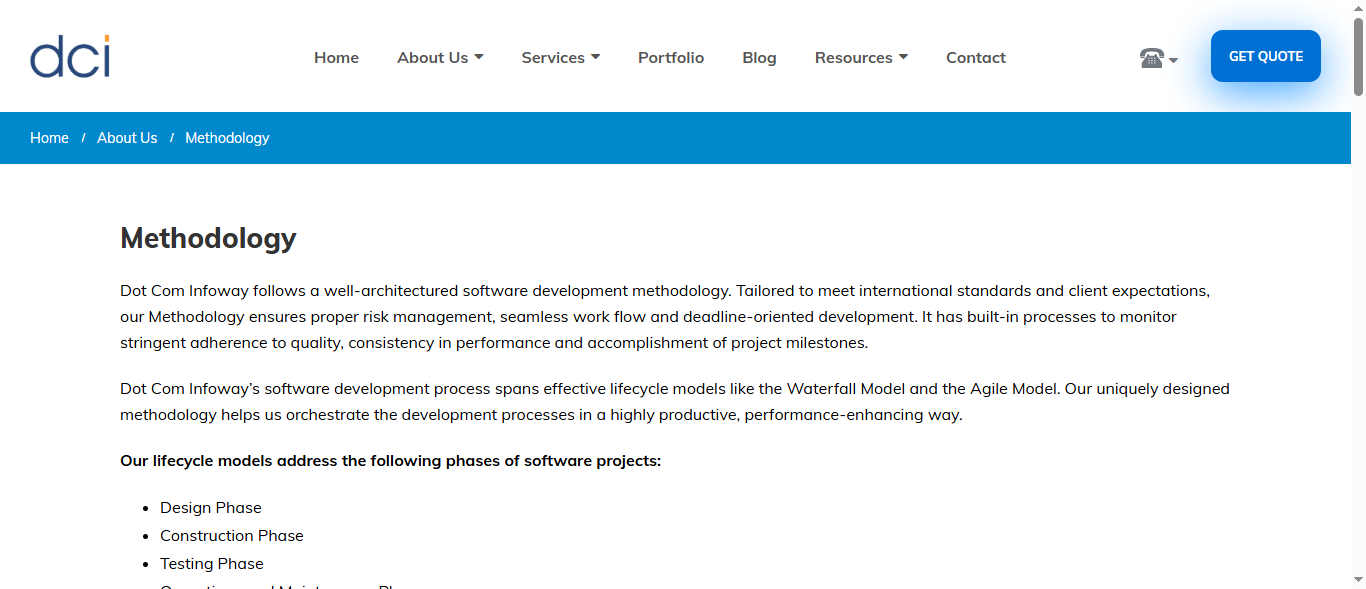 dci
Home
About Us
Services
Portfolio
Blog
Resources
Contact
GET QUOTE
Home / About Us / Methodology
Methodology
Dot Com Infoway follows a well-architectured software development methodology. Tailored to meet international standards and client expectations,
our Methodology ensures proper risk management, seamless work flow and deadline-oriented development. It has built-in processes to monitor
stringent adherence to quality, consistency in performance and accomplishment of project milestones.
Dot Com Infoway’s software development process spans effective lifecycle models like the Waterfall Model and the Agile Model. Our uniquely designed
methodology helps us orchestrate the development processes in a highly productive, performance-enhancing way.
Our lifecycle models address the following phases of software projects:
• Design Phase
• Construction Phase
• Testing Phase